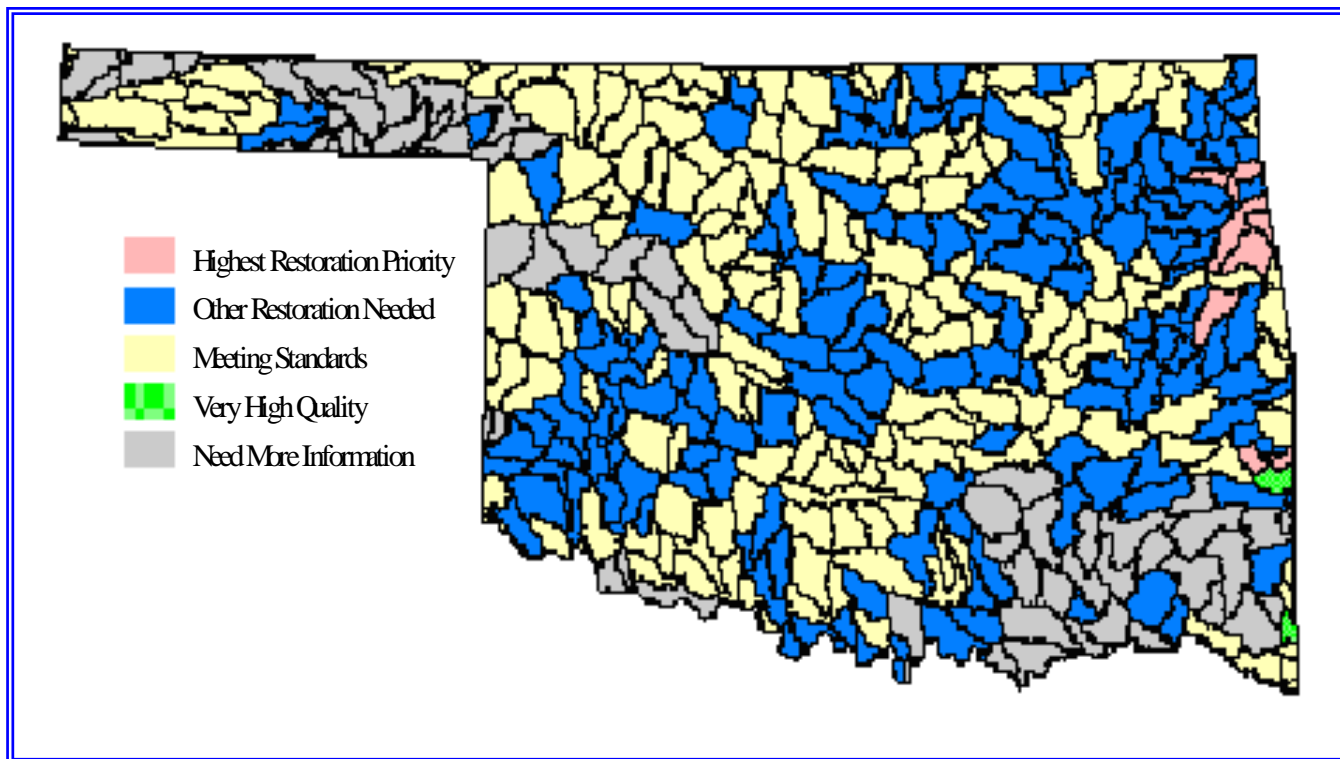 Highest Restoration Priority
Other Restoration Needed
Meeting Standards
Very High Quality
Need More Information